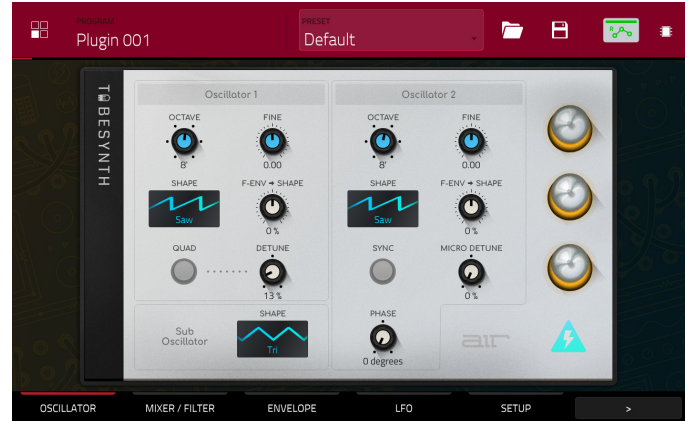 PROGRAM
Plugin 001
PRESET
Default
TUBESYNTH
Oscillator 1
Oscillator 2
OCTAVE
FINE
OCTAVE
FINE
8'
0.00
8'
0.00
SHAPE
F-ENV → SHAPE
SHAPE
F-ENV → SHAPE
Saw
0 %
Saw
0 %
QUAD
DETUNE
SYNC
MICRO DETUNE
13 %
0 %
Sub
Oscillator
SHAPE
Tri
PHASE
0 degrees
air
OSCILLATOR
MIXER / FILTER
ENVELOPE
LFO
SETUP
>